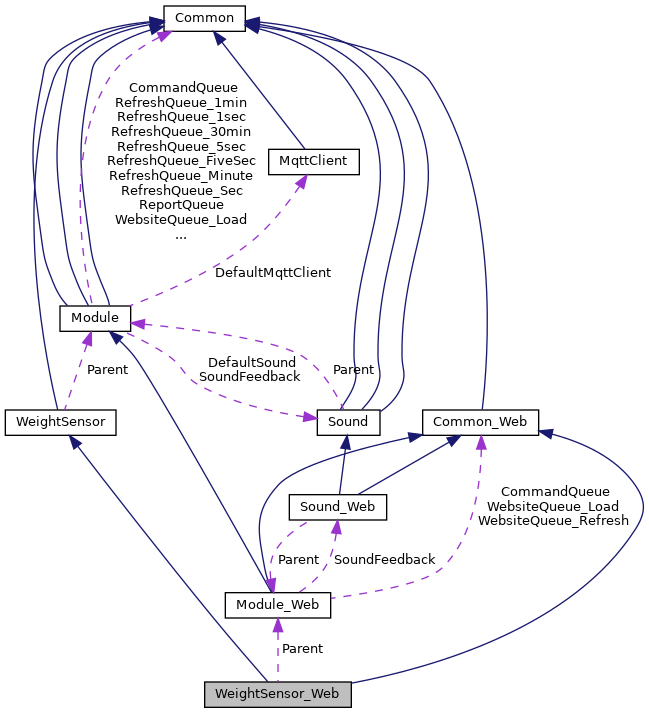 Common
CommandQueue
RefreshQueue_1min
RefreshQueue_1sec
RefreshQueue_30min
RefreshQueue_5sec
RefreshQueue_FiveSec
RefreshQueue_Minute
RefreshQueue_Sec
ReportQueue
WebsiteQueue_Load
...
MqttClient
DefaultMqttClient
Module
Parent
DefaultSound
SoundFeedback
Parent
WeightSensor
Sound
Common_Web
CommandQueue
WebsiteQueue_Load
WebsiteQueue_Refresh
Sound_Web
Parent
SoundFeedback
Module_Web
Parent
WeightSensor_Web